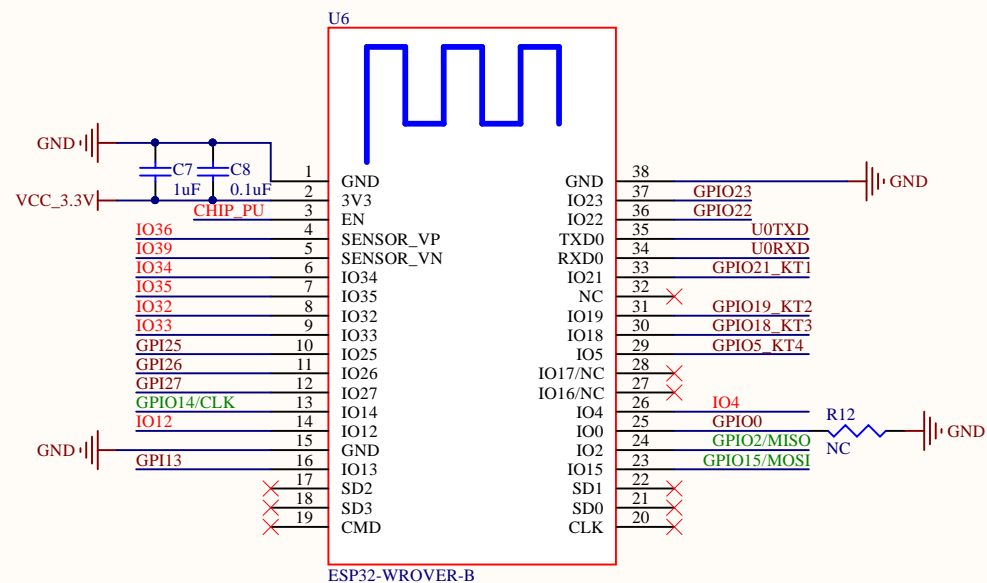 U6
GND
C7
C8
1uF
0.1uF
VCC_3.3V
CHIP_PU
IO36
IO39
IO34
IO35
IO32
IO33
GPI25
GPI26
GPI27
GPIO14/CLK
IO12
GND
GPI13
1 GND
2 3V3
3 EN
4 SENSOR_VP
5 SENSOR_VN
6 IO34
7 IO35
8 IO32
9 IO33
10 IO25
11 IO26
12 IO27
13 IO14
14 IO12
15 GND
16 IO13
17 SD2
18 SD3
19 CMD
GND 38
IO23 37 GPIO23
IO22 36 GPIO22
TXD0 35 U0TXD
RXD0 34 U0RXD
IO21 33 GPIO21_KT1
NC 32
IO19 31 GPIO19_KT2
IO18 30 GPIO18_KT3
IO5 29 GPIO5_KT4
IO17/NC 28
IO16/NC 27
IO4 26 IO4
IO0 25 GPIO0
IO2 24 GPIO2/MISO
IO15 23 GPIO15/MOSI
SD1 22
SD0 21
CLK 20
GND
R12
NC
GND
ESP32-WROVER-B